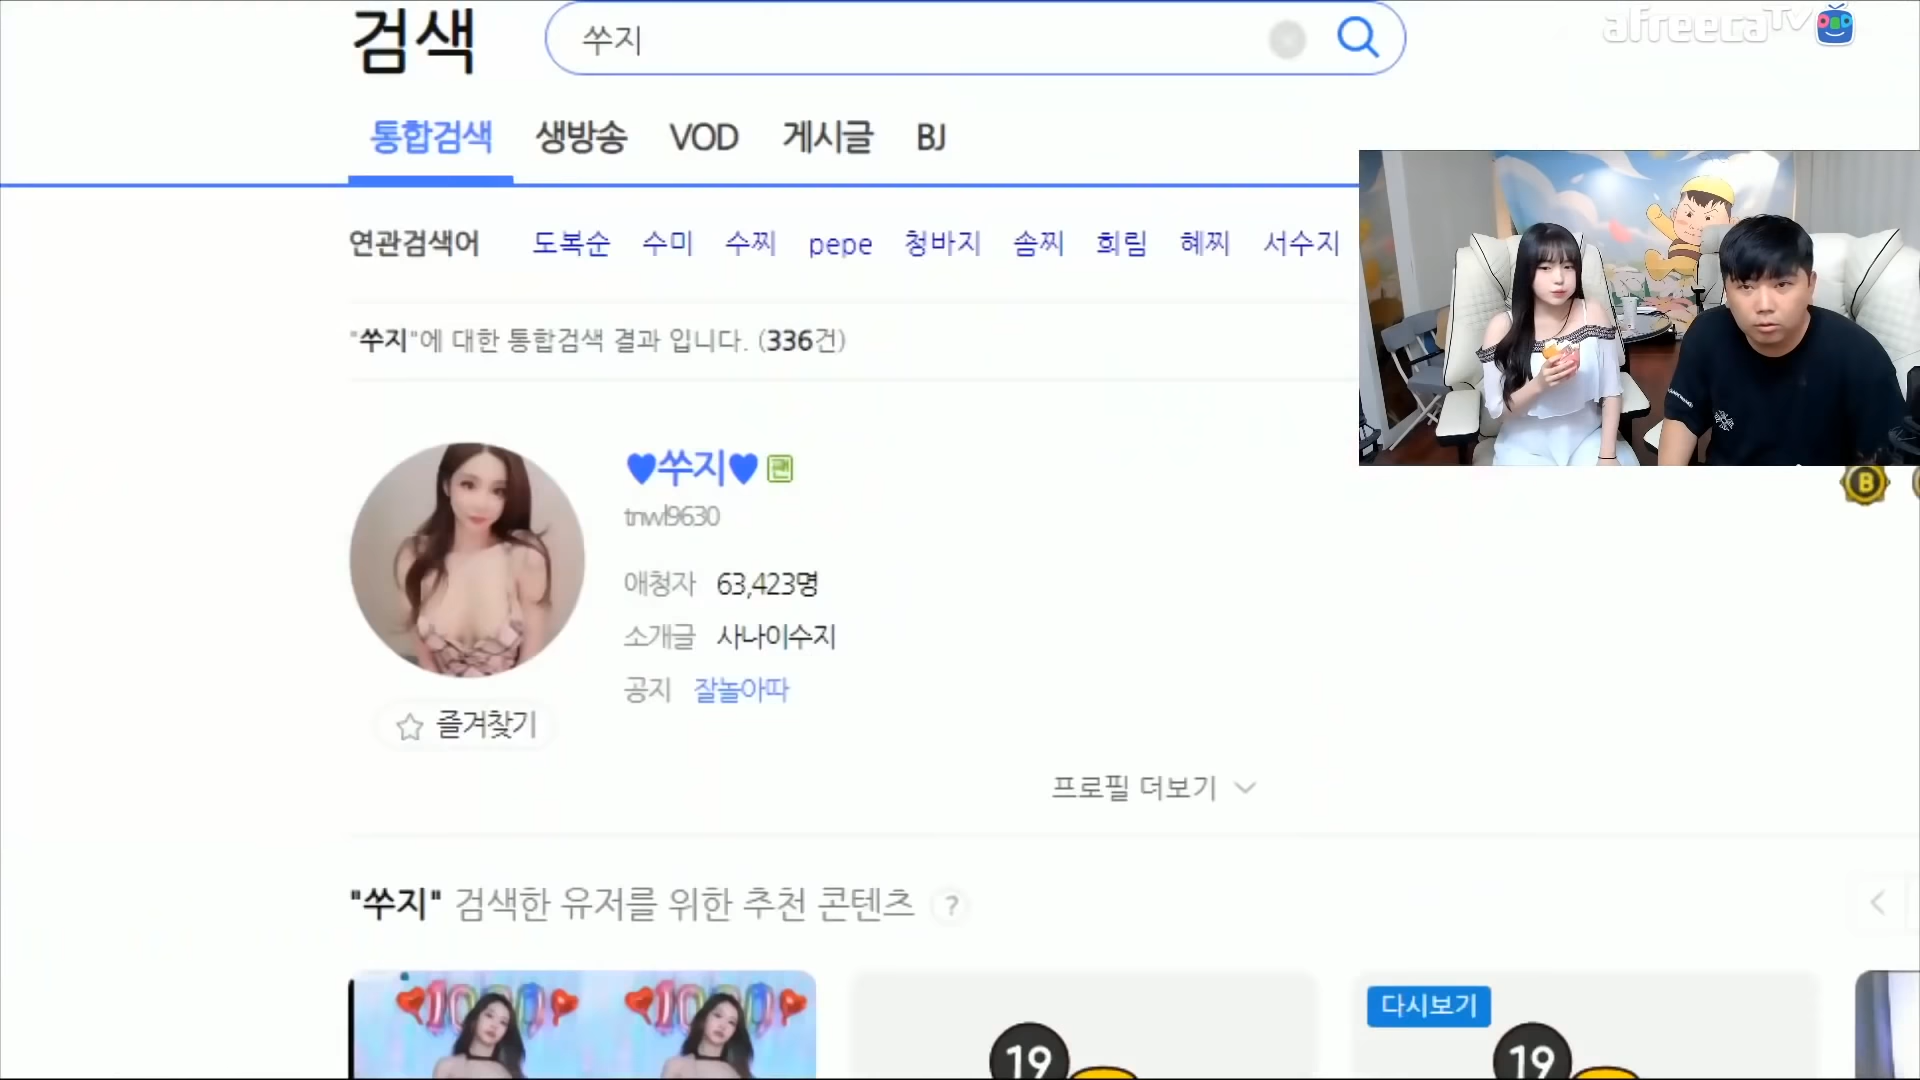 검색
쑤지
afreecaTV
통합검색 생방송 VOD 게시글 BJ
연관검색어 도복순 수미 수찌 pepe 청바지 솜찌 희림 혜찌 서수지
"쑤지"에 대한 통합검색 결과 입니다. (336건)
♥쑤지♥ 팬
tnwl9630
애청자 63,423명
소개글 사나이수지
공지 잘놀아따
즐겨찾기
B
프로필 더보기
"쑤지" 검색한 유저를 위한 추천 콘텐츠 ?
다시보기
19
19